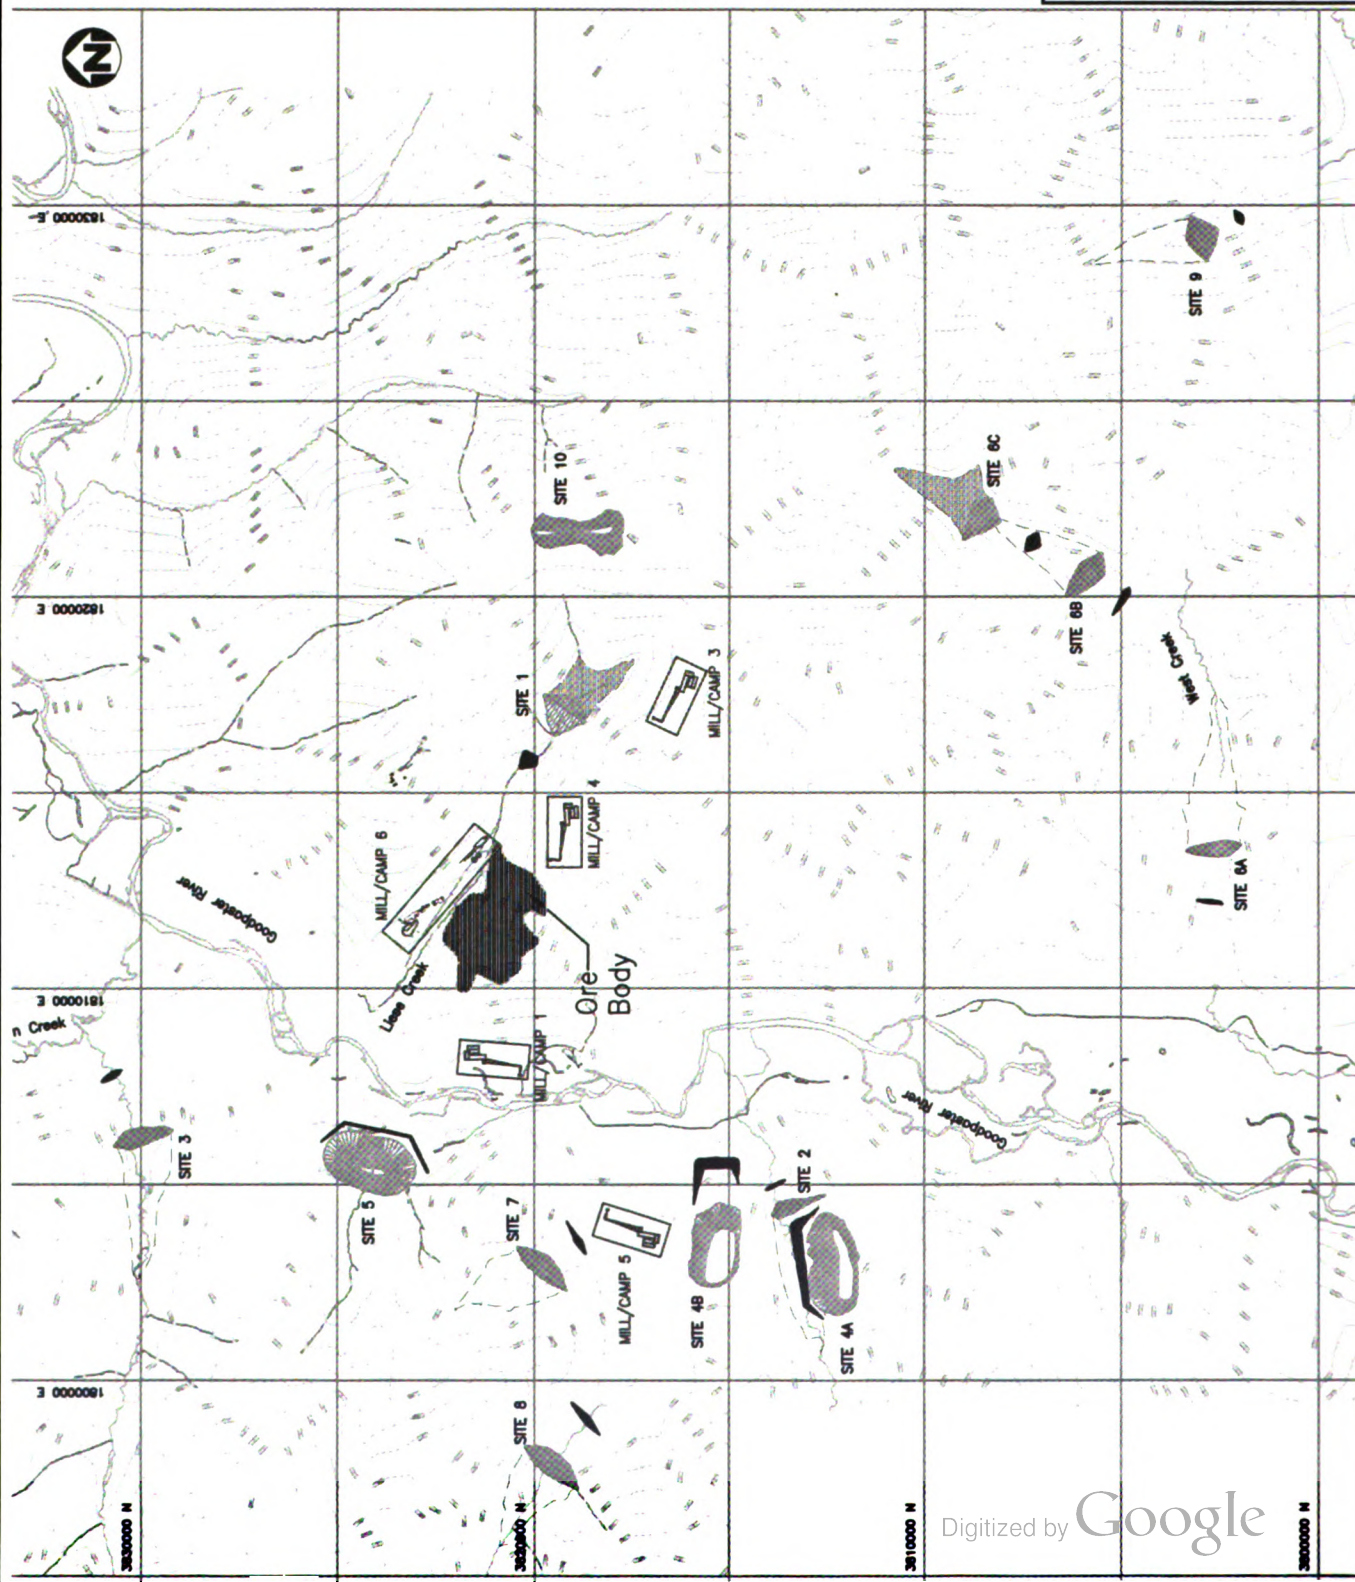 N
1830000 E
SITE 9
SITE 6C
SITE 10
1820000 E
SITE 6B
West Creek
SITE 1
MILL/CAMP 3
MILL/CAMP 4
MILL/CAMP 6
SITE 6A
Goodpaster River
Liese Creek
Ore
Body
1810000 E
n Creek
MILL/CAMP 1
Goodpaster River
SITE 3
SITE 2
SITE 5
SITE 7
MILL/CAMP 5
SITE 4B
SITE 4A
1800000 E
SITE 8
3830000 N
3820000 N
3810000 N
3800000 N
Digitized by Google